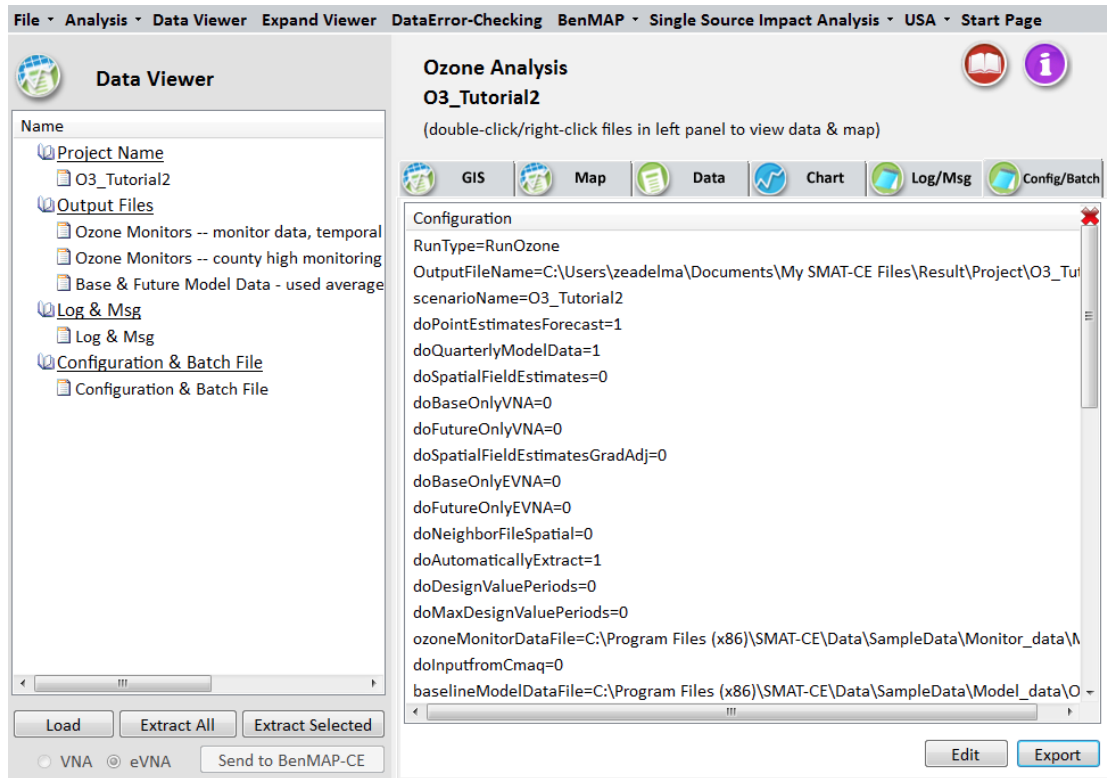 File Analysis Data Viewer Expand Viewer DataError-Checking BenMAP Single Source Impact Analysis USA Start Page
Data Viewer
Name
Project Name
O3_Tutorial2
Output Files
Ozone Monitors -- monitor data, temporal
Ozone Monitors -- county high monitoring
Base & Future Model Data - used average
Log & Msg
Log & Msg
Configuration & Batch File
Configuration & Batch File
Load Extract All Extract Selected
VNA eVNA Send to BenMAP-CE
Ozone Analysis
O3_Tutorial2
(double-click/right-click files in left panel to view data & map)
GIS Map Data Chart Log/Msg Config/Batch
Configuration
RunType=RunOzone
OutputFileName=C:\Users\zeadelma\Documents\My SMAT-CE Files\Result\Project\O3_Tut
scenarioName=O3_Tutorial2
doPointEstimatesForecast=1
doQuarterlyModelData=1
doSpatialFieldEstimates=0
doBaseOnlyVNA=0
doFutureOnlyVNA=0
doSpatialFieldEstimatesGradAdj=0
doBaseOnlyEVNA=0
doFutureOnlyEVNA=0
doNeighborFileSpatial=0
doAutomaticallyExtract=1
doDesignValuePeriods=0
doMaxDesignValuePeriods=0
ozoneMonitorDataFile=C:\Program Files (x86)\SMAT-CE\Data\SampleData\Monitor_data\
doInputfromCmaq=0
baselineModelDataFile=C:\Program Files (x86)\SMAT-CE\Data\SampleData\Model_data\O
Edit Export